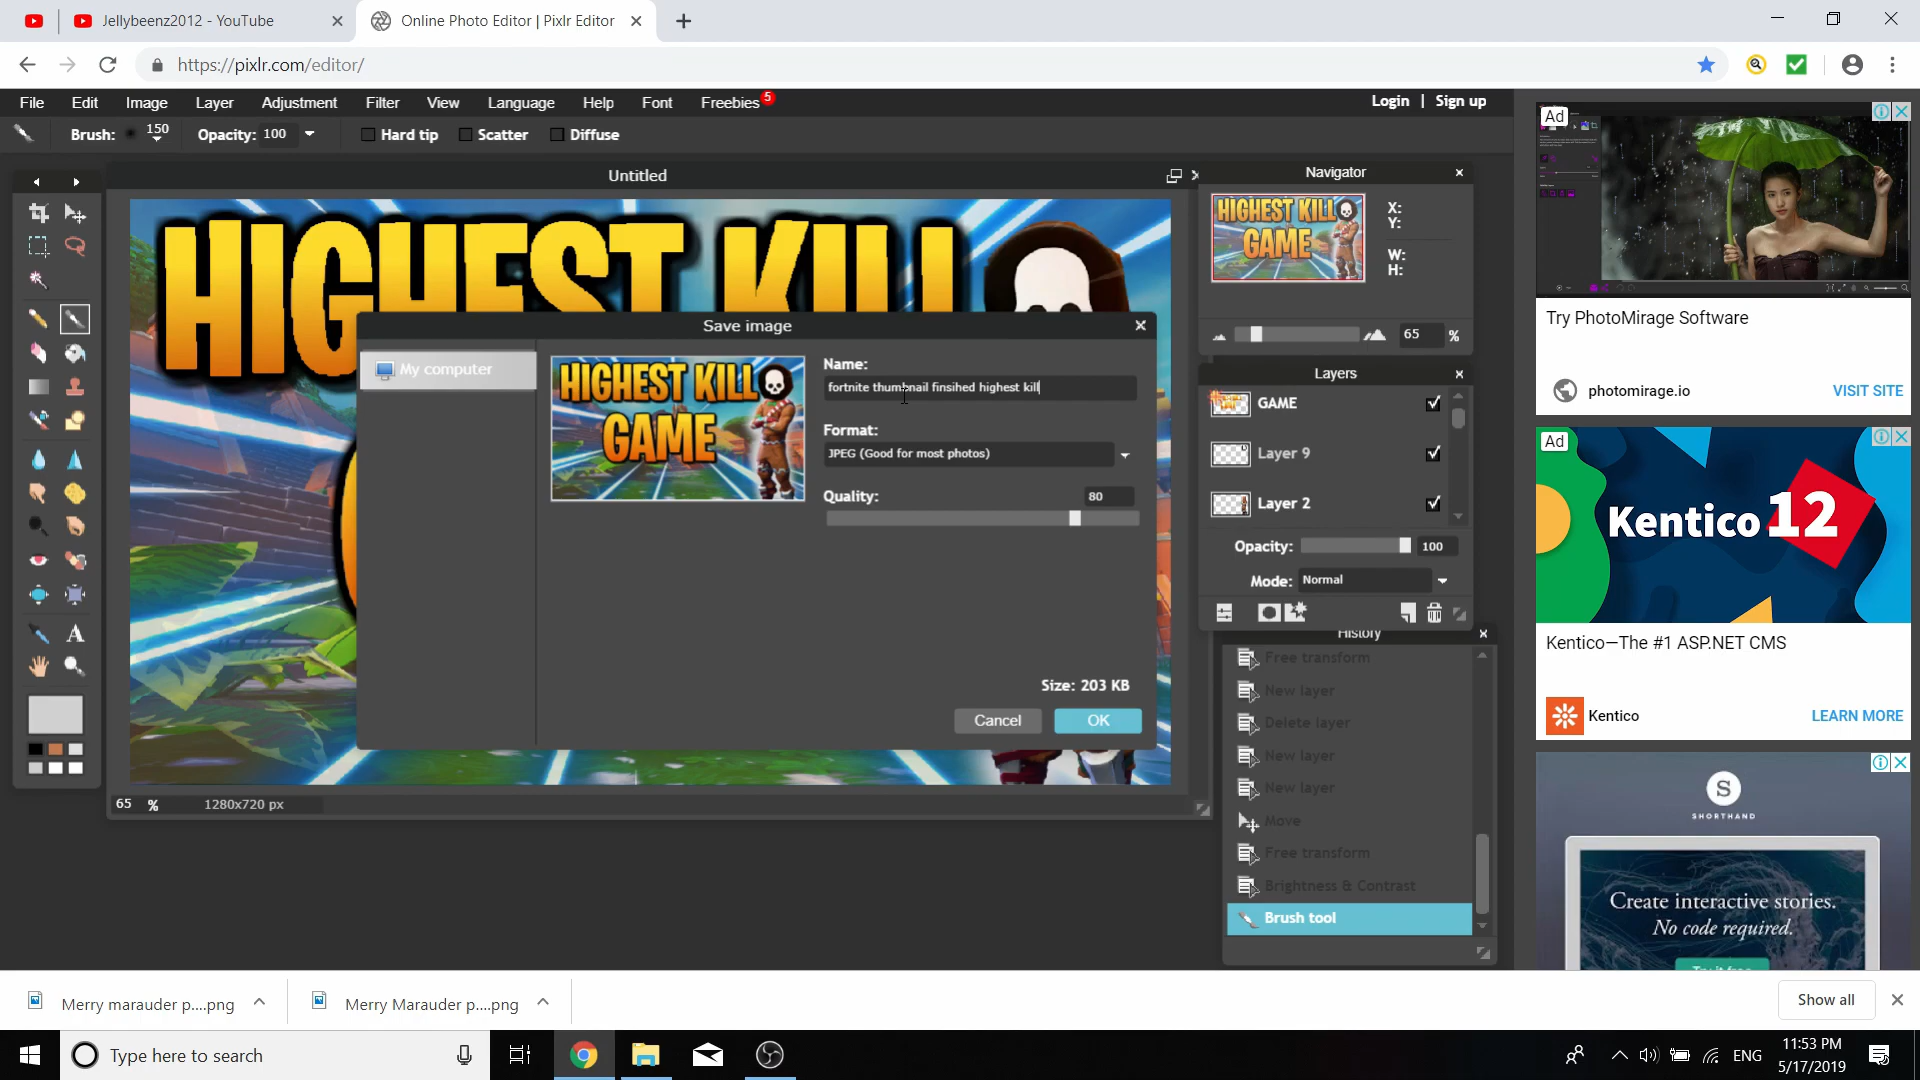 Jellybeenz2012 - YouTube
Online Photo Editor | Pixlr Editor
https://pixlr.com/editor/
File Edit Image Layer Adjustment Filter View Language Help Font Freebies 5
Login | Sign up
Brush: 150 Opacity: 100 Hard tip Scatter Diffuse
Untitled
HIGHEST KILL
Save image
My computer
HIGHEST KILL
GAME
Name:
fortnite thumbnail finsihed highest kill
Format:
JPEG (Good for most photos)
Quality: 80
Size: 203 KB
Cancel OK
65 % 1280x720 px
Navigator
HIGHEST KILL
GAME
X:
Y:
W:
H:
65 %
Layers
GAME
Layer 9
Layer 2
Opacity: 100
Mode: Normal
History
Free transform
New layer
Delete layer
New layer
New layer
Move
Free transform
Brightness & Contrast
Brush tool
Ad
Try PhotoMirage Software
photomirage.io VISIT SITE
Ad
Kentico 12
Kentico—The #1 ASP.NET CMS
Kentico LEARN MORE
S
SHORTHAND
Create interactive stories.
No code required.
Try it free
Merry marauder p....png
Merry Marauder p....png
Show all
Type here to search
ENG
11:53 PM
5/17/2019